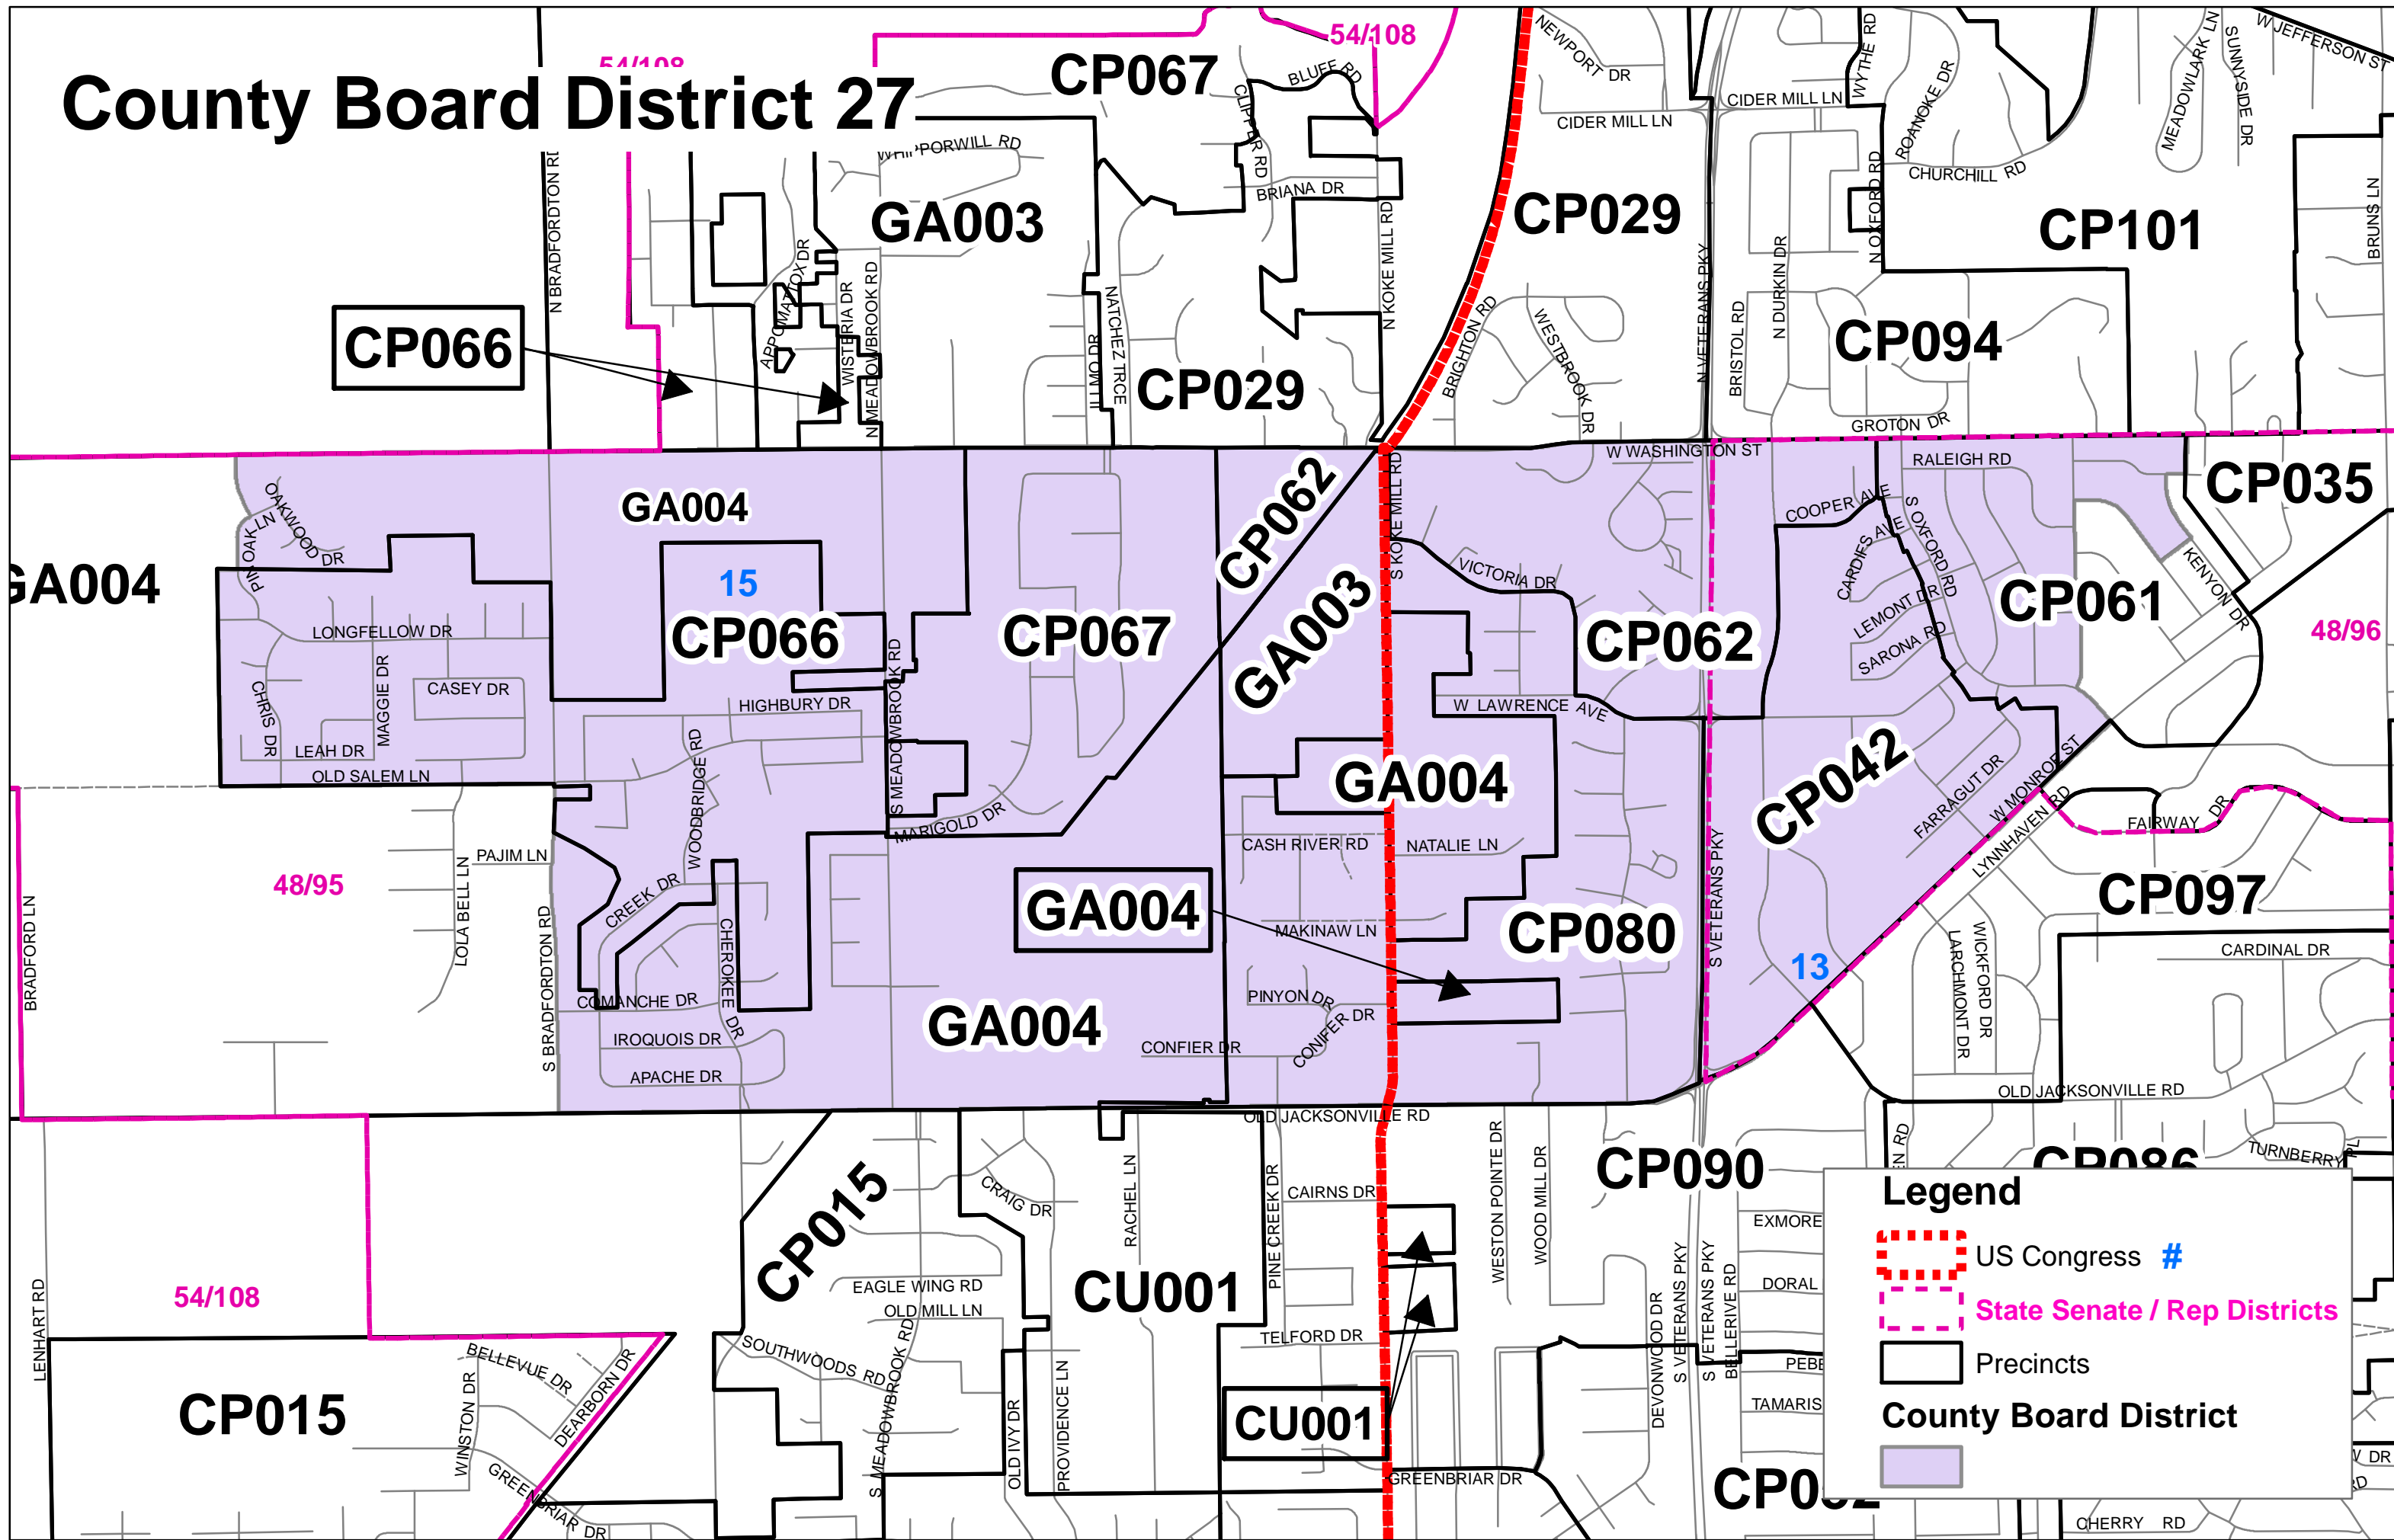 County Board District 27
54/108
54/108
CP067
BLUFF RD
CLIPPER RD
BRIANA DR
NEWPORT DR
CIDER MILL LN
CIDER MILL LN
WYTHE RD
ROANOKE DR
CHURCHILL RD
MEADOWLARK LN
SUNNYSIDE DR
W JEFFERSON ST
BRUNS LN
WHIPPORWILL RD
GA003
CP029
CP101
N BRADFORDTON RD
APPOMATTOX DR
WISTERIA DR
N MEADOWBROOK RD
NATCHEZ TRCE
N KOKE MILL RD
BRIGHTON RD
WESTBROOK DR
N VETERANS PKY
BRISTOL RD
N DURKIN DR
N OXFORD RD
CP066
CP029
CP094
GROTON DR
W WASHINGTON ST
RALEIGH RD
CP035
GA004
OAKWOOD DR
PIN OAK LN
GA004
CP062
S KOKE MILL RD
COOPER AVE
CARDIFS AVE
S OXFORD RD
KENYON DR
GA004
15
CP066
CP067
GA003
VICTORIA DR
CP062
LEMONT DR
SARONA RD
CP061
48/96
LONGFELLOW DR
CASEY DR
MAGGIE DR
CHRIS DR
LEAH DR
OLD SALEM LN
HIGHBURY DR
WOODBRIDGE RD
S MEADOWBROOK RD
W LAWRENCE AVE
GA004
CP042
FARRAGUT DR
W MONROE ST
LYNNHAVEN RD
FAIRWAY DR
MARIGOLD DR
PAJIM LN
CASH RIVER RD
NATALIE LN
S VETERANS PKY
48/95
LOLA BELL LN
BRADFORD LN
S BRADFORDTON RD
CREEK DR
CHEROKEE DR
GA004
MAKINAW LN
CP080
13
CP097
CARDINAL DR
WICKFORD DR
LARCHMONT DR
COMANCHE DR
IROQUOIS DR
APACHE DR
GA004
PINYON DR
CONIFER DR
CONFIER DR
OLD JACKSONVILLE RD
OLD JACKSONVILLE RD
CP015
CRAIG DR
RACHEL LN
PINE CREEK DR
CAIRNS DR
WESTON POINTE DR
WOOD MILL DR
CP090
CP086
TURNBERRY PL
EXMORE
DORAL
PEBE
TAMARIS
LENHART RD
54/108
EAGLE WING RD
OLD MILL LN
CU001
TELFORD DR
DEVONWOOD DR
S VETERANS PKY
S VETERANS PKY
BELLERIVE RD
SOUTHWOODS RD
S MEADOWBROOK RD
OLD IVY DR
PROVIDENCE LN
CU001
GREENBRIAR DR
CP015
BELLEVUE DR
DEARBORN DR
WINSTON DR
GREENBRIAR DR
CHERRY RD
Legend
US Congress #
State Senate / Rep Districts
Precincts
County Board District